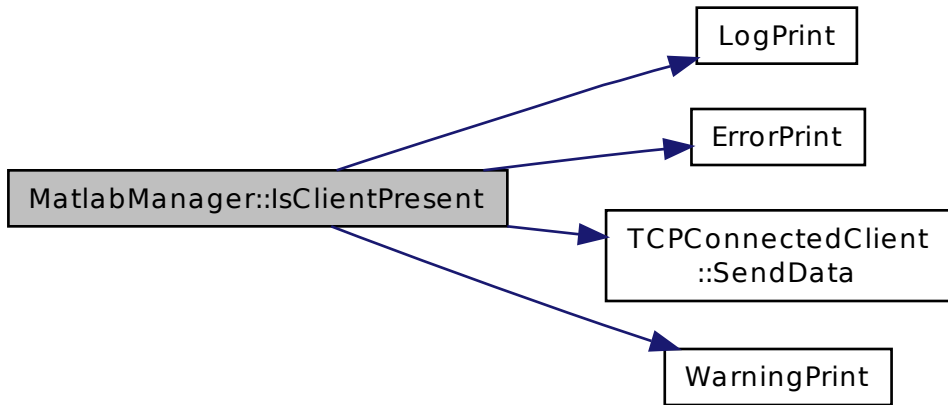 LogPrint
ErrorPrint
MatlabManager::IsClientPresent
TCPConnectedClient
::SendData
WarningPrint